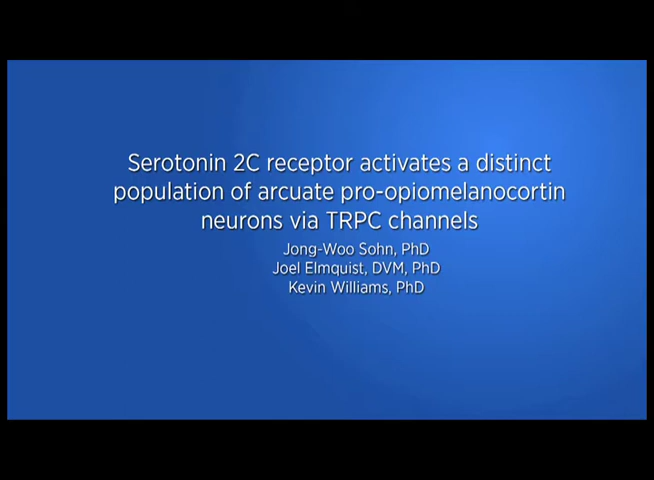 Serotonin 2C receptor activates a distinct
population of arcuate pro-opiomelanocortin
neurons via TRPC channels
Jong-Woo Sohn, PhD
Joel Elmquist, DVM, PhD
Kevin Williams, PhD